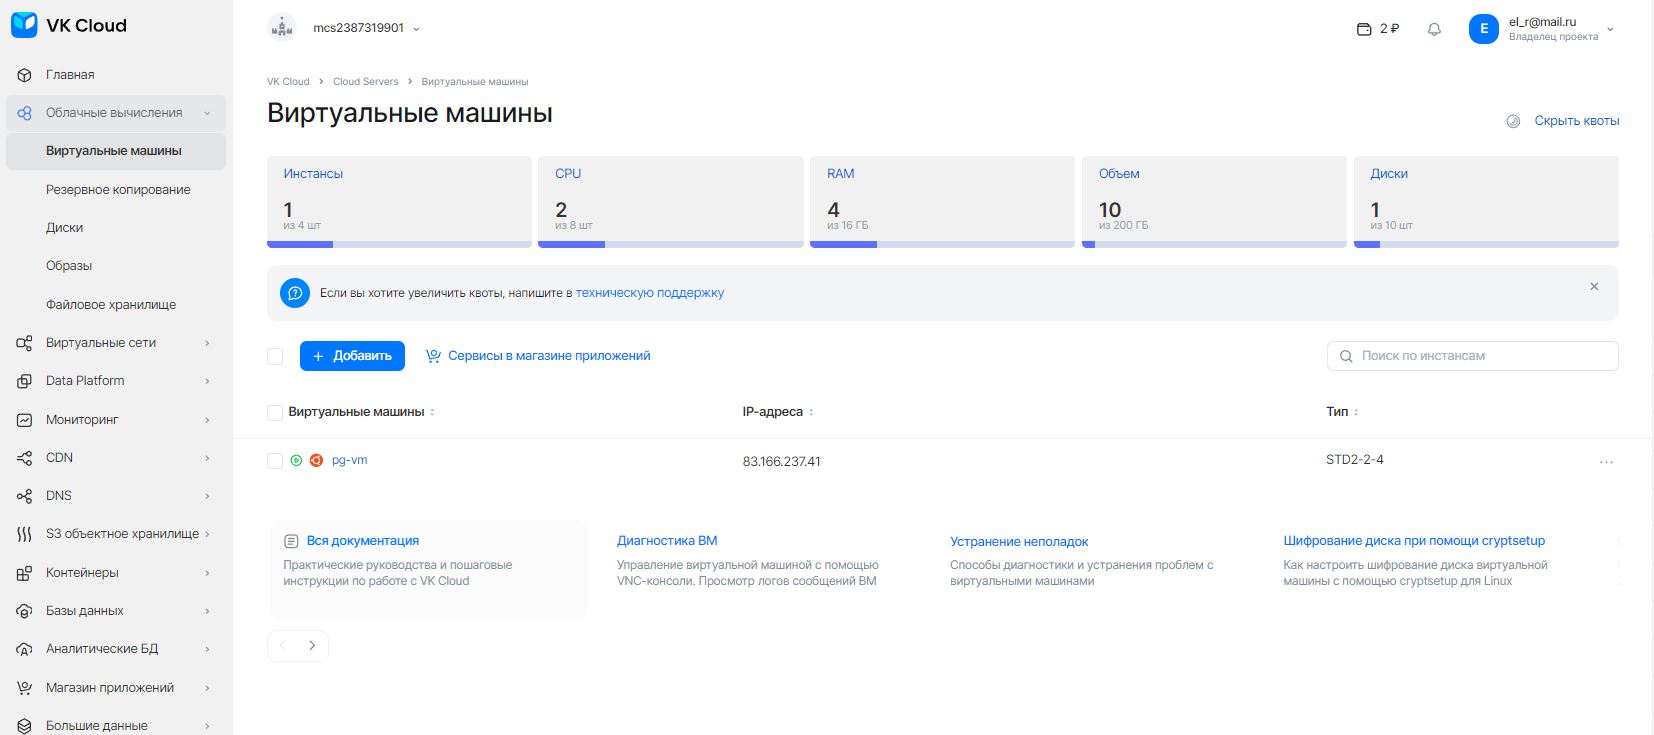 VK Cloud
mcs2387319901
2 ₽
E
el_r@mail.ru
Владелец проекта
Главная
Облачные вычисления
Виртуальные машины
Резервное копирование
Диски
Образы
Файловое хранилище
Виртуальные сети
Data Platform
Мониторинг
CDN
DNS
S3 объектное хранилище
Контейнеры
Базы данных
Аналитические БД
Магазин приложений
Большие данные
VK Cloud > Cloud Servers > Виртуальные машины
Виртуальные машины
Скрыть квоты
Инстансы
1
из 4 шт
CPU
2
из 8 шт
RAM
4
из 16 ГБ
Объем
10
из 200 ГБ
Диски
1
из 10 шт
Если вы хотите увеличить квоты, напишите в техническую поддержку
+ Добавить
Сервисы в магазине приложений
Поиск по инстансам
Виртуальные машины
IP-адреса
Тип
pg-vm
83.166.237.41
STD2-2-4
Вся документация
Практические руководства и пошаговые
инструкции по работе с VK Cloud
Диагностика ВМ
Управление виртуальной машиной с помощью
VNC-консоли. Просмотр логов сообщений ВМ
Устранение неполадок
Способы диагностики и устранения проблем с
виртуальными машинами
Шифрование диска при помощи cryptsetup
Как настроить шифрование диска виртуальной
машины с помощью cryptsetup для Linux